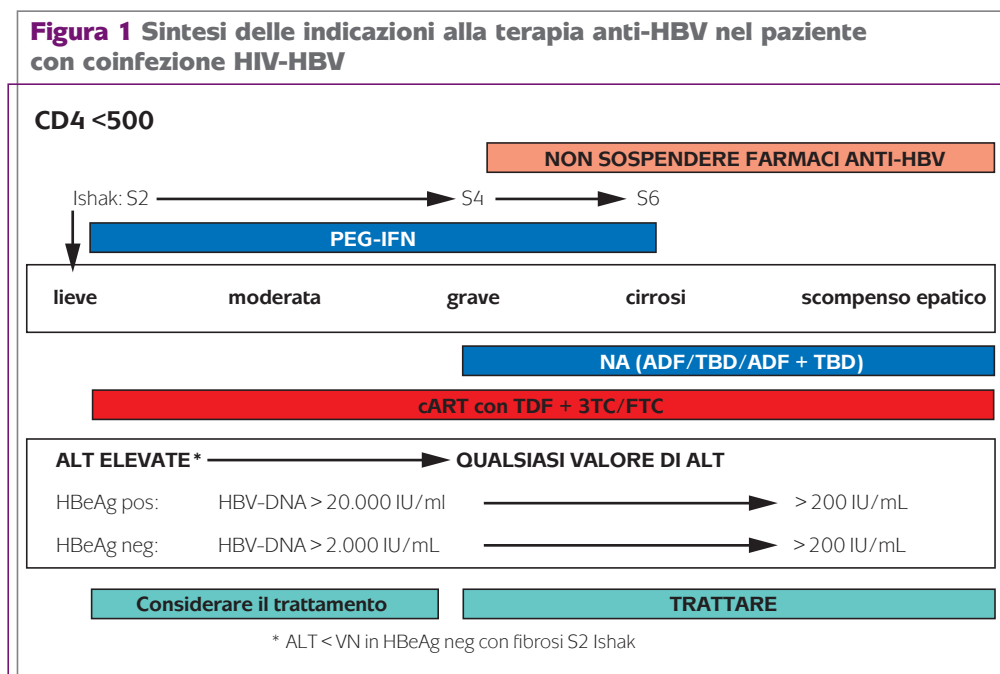 Figura 1 Sintesi delle indicazioni alla terapia anti-HBV nel paziente
con coinfezione HIV-HBV
CD4 <500
NON SOSPENDERE FARMACI ANTI-HBV
Ishak: S2 S4 S6
PEG-IFN
lieve moderata grave cirrosi scompenso epatico
NA (ADF/TBD/ADF + TBD)
cART con TDF + 3TC/FTC
ALT ELEVATE* QUALSIASI VALORE DI ALT
HBeAg pos: HBV-DNA > 20.000 IU/ml > 200 IU/mL
HBeAg neg: HBV-DNA > 2.000 IU/mL > 200 IU/mL
Considerare il trattamento TRATTARE
* ALT < VN in HBeAg neg con fibrosi S2 Ishak